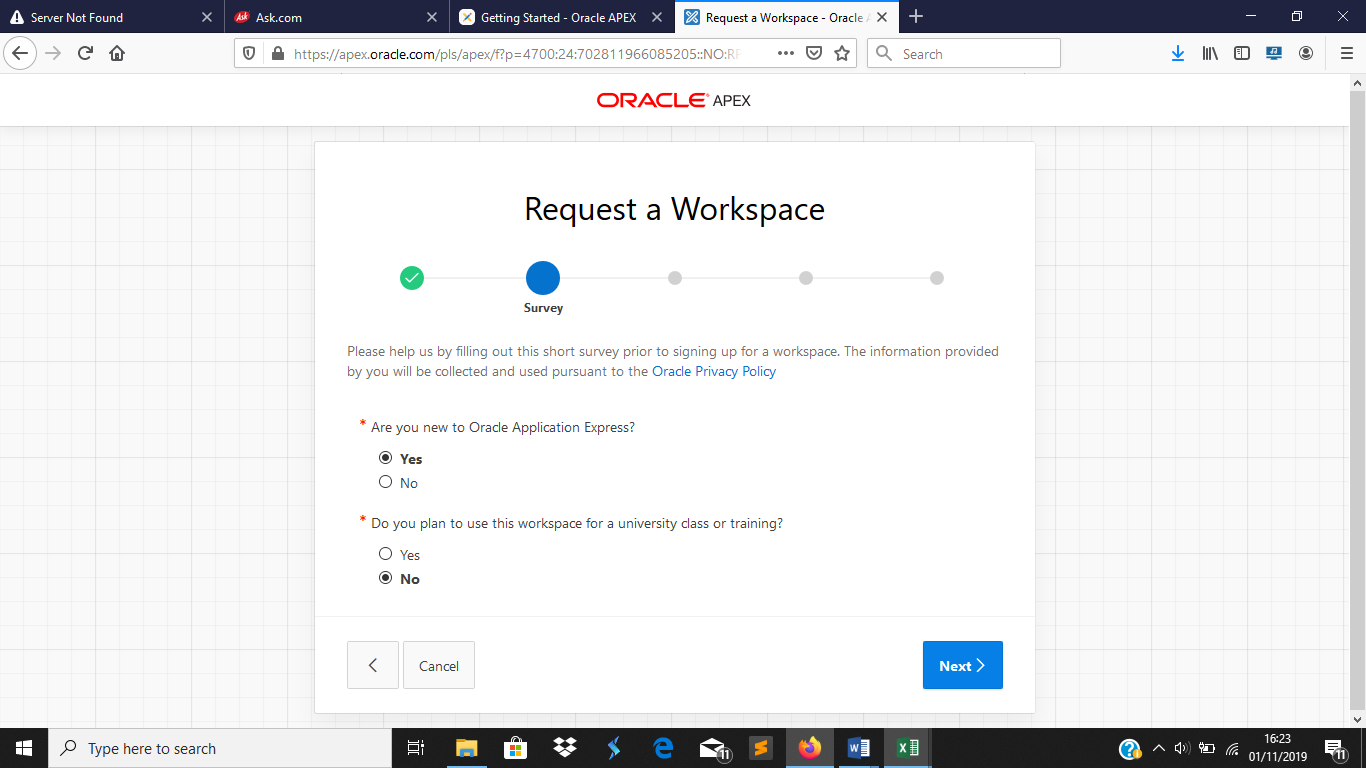 Server Not Found
Ask.com
Getting Started - Oracle APEX
Request a Workspace - Oracle A
https://apex.oracle.com/pls/apex/f?p=4700:24:702811966085205::NO:RP
Search
ORACLE APEX
Request a Workspace
Survey
Please help us by filling out this short survey prior to signing up for a workspace. The information provided
by you will be collected and used pursuant to the Oracle Privacy Policy
* Are you new to Oracle Application Express?
Yes
No
* Do you plan to use this workspace for a university class or training?
Yes
No
Cancel
Next
Type here to search
11
16:23
01/11/2019
11